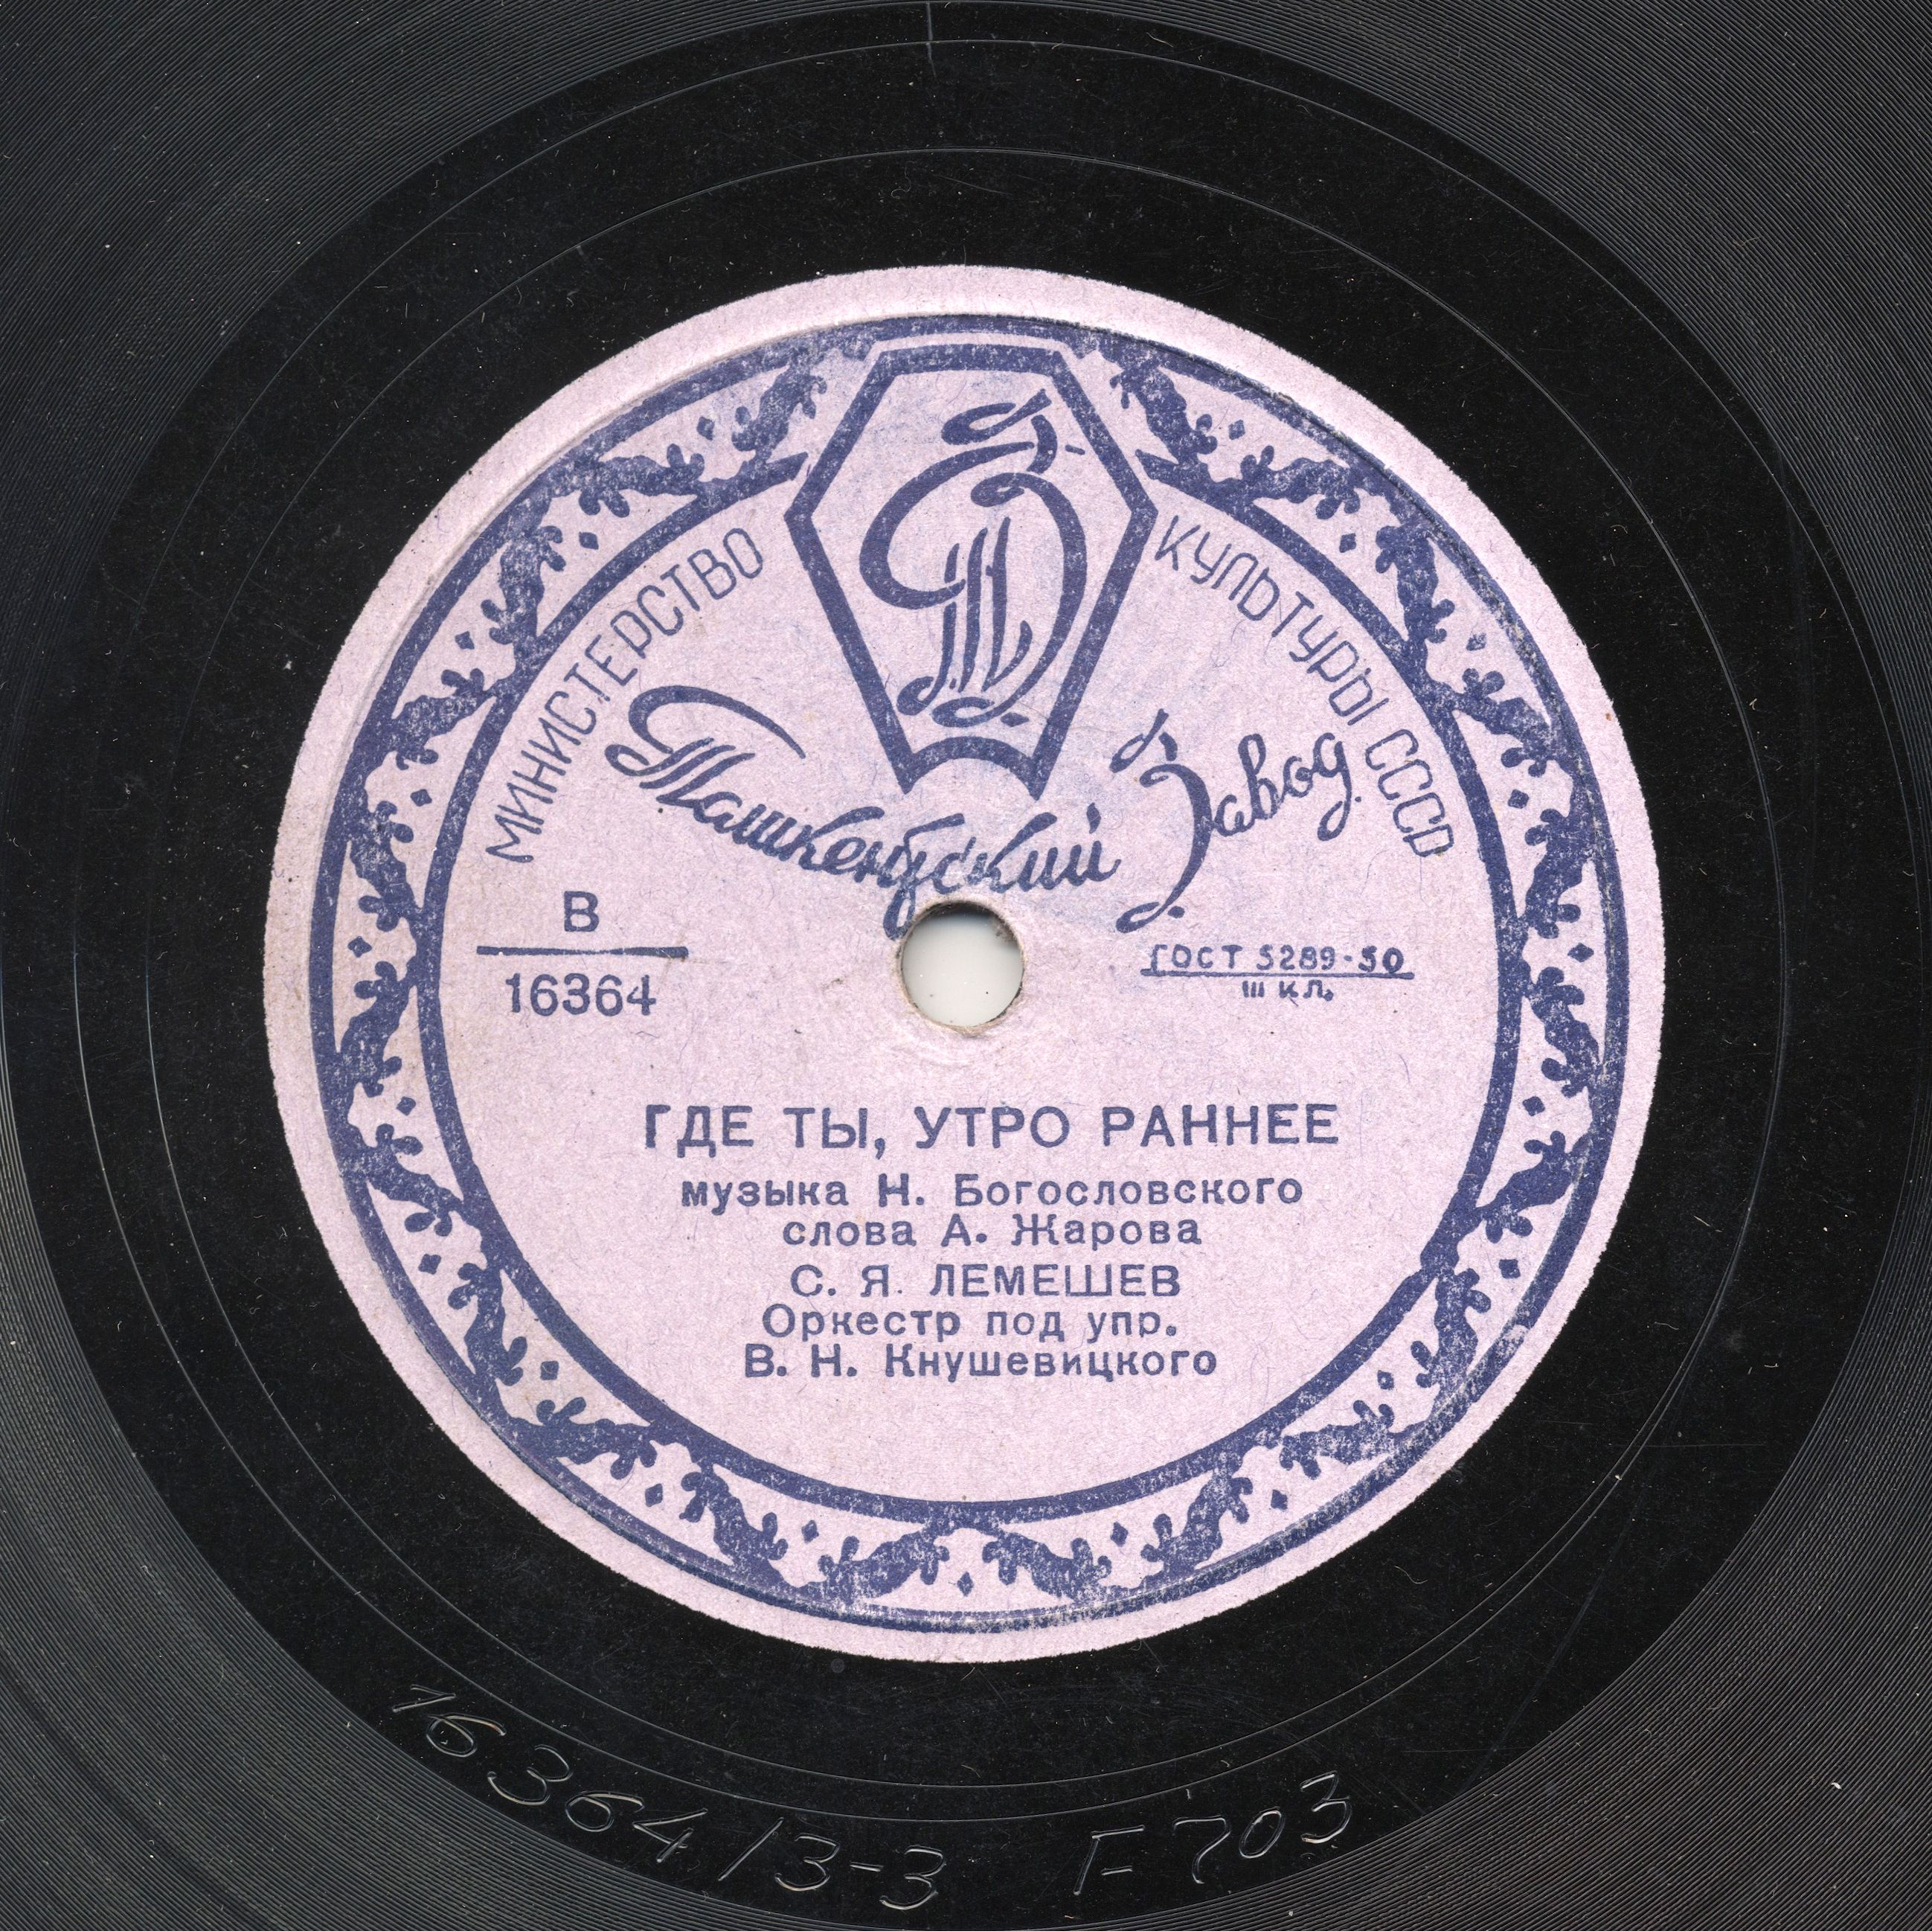 МИНИСТЕРСТВО КУЛЬТУРЫ СССР
Ташкентский Завод
В
16364
ГОСТ 5289-50
III КЛ.
ГДЕ ТЫ, УТРО РАННЕЕ
музыка Н. Богословского
слова А. Жарова
С. Я. ЛЕМЕШЕВ
Оркестр под упр.
В. Н. Кнушевицкого
16364/3-3 F703